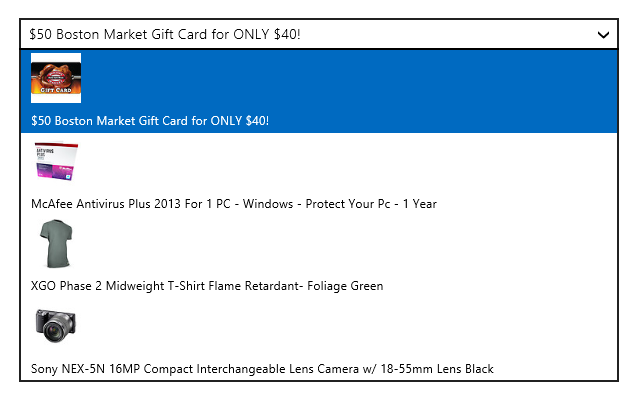 $50 Boston Market Gift Card for ONLY $40!
GIFT CARD
$50 Boston Market Gift Card for ONLY $40!
ANTIVIRUS
PLUS
McAfee Antivirus Plus 2013 For 1 PC - Windows - Protect Your Pc - 1 Year
XGO Phase 2 Midweight T-Shirt Flame Retardant- Foliage Green
Sony NEX-5N 16MP Compact Interchangeable Lens Camera w/ 18-55mm Lens Black